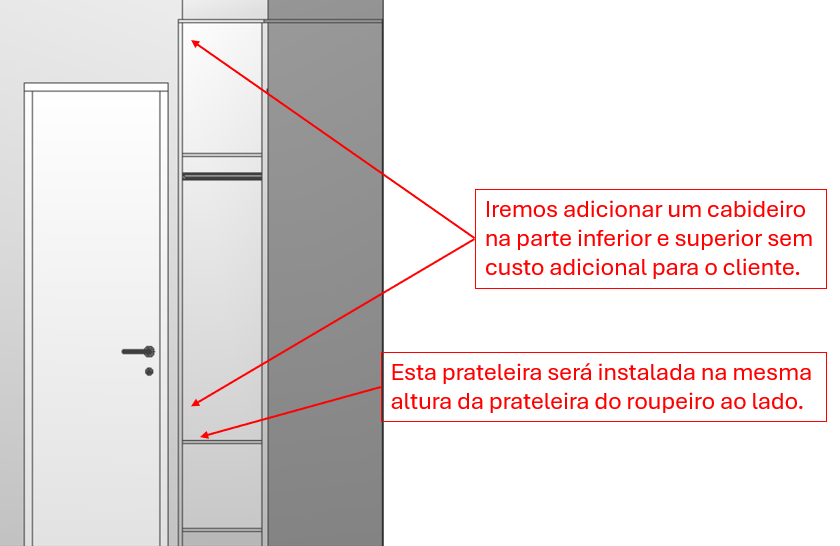 Iremos adicionar um cabideiro
na parte inferior e superior sem
custo adicional para o cliente.
Esta prateleira será instalada na mesma
altura da prateleira do roupeiro ao lado.